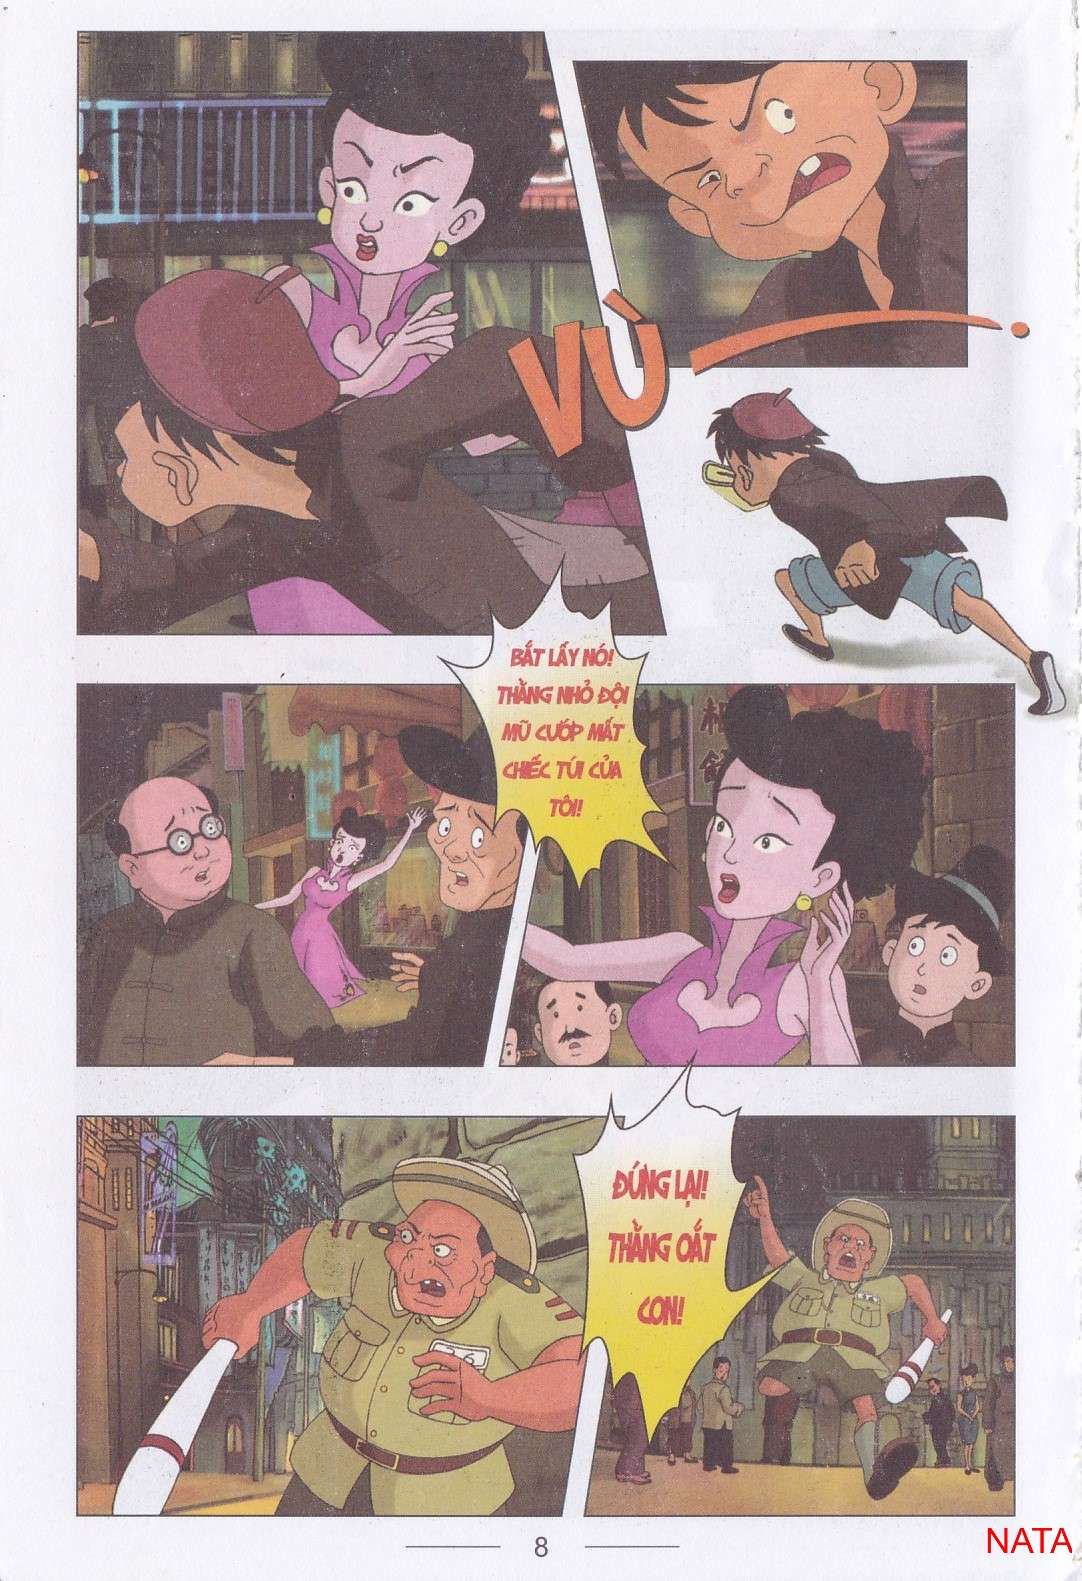 VÙ
BẮT LẤY NÓ!
THẰNG NHỎ ĐỘI
MŨ CƯỚP MẤT
CHIẾC TÚI CỦA
TÔI!
ĐỨNG LẠI!
THẰNG OẮT
CON!
8
NATA